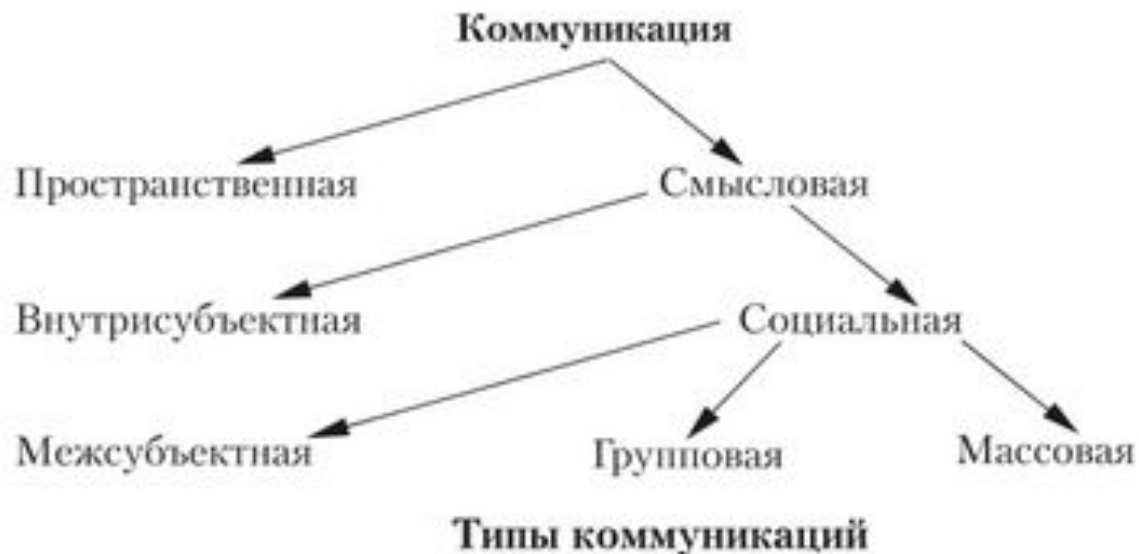 Коммуникация
Пространственная Смысловая
Внутрисубъектная Социальная
Межсубъектная Групповая Массовая
Типы коммуникаций